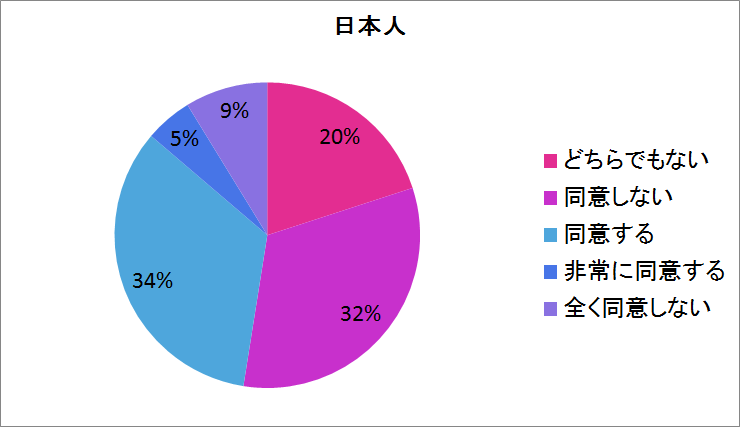 日本人
9%
20%
5%
34%
32%
どちらでもない
同意しない
同意する
非常に同意する
全く同意しない